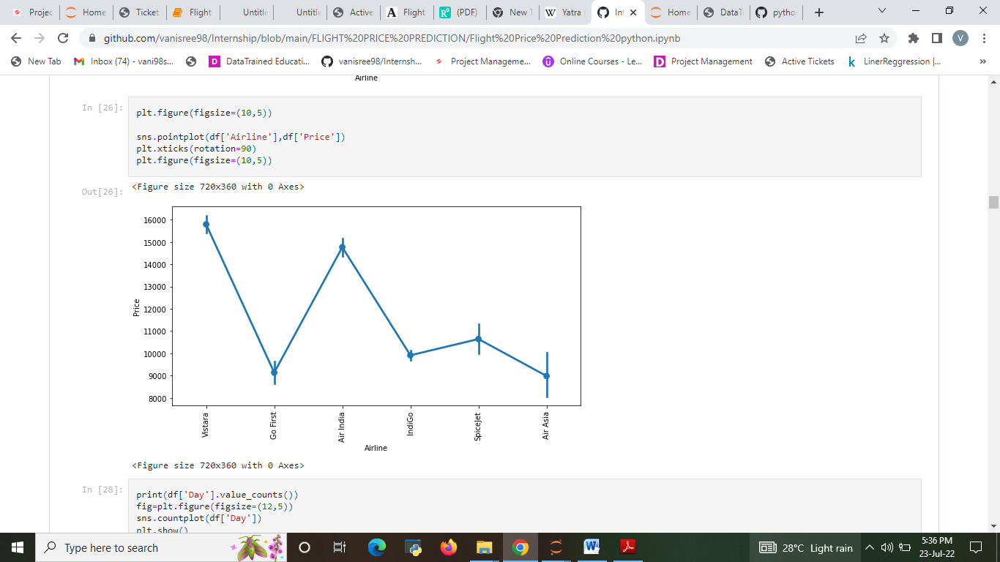 Projec Home Ticket Flight Untitle Untitle Active Flight (PDF) New T Yatra ( Int Home DataT pytho
github.com/vanisree98/Internship/blob/main/FLIGHT%20PRICE%20PREDICTION/Flight%20Price%20Prediction%20python.ipynb
V
New Tab Inbox (74) - vani98s... DataTrained Educati... vanisree98/Internsh... Project Manageme... Online Courses - Le... Project Management Active Tickets LinerReggression |... »
Airline
In [26]:
plt.figure(figsize=(10,5))
sns.pointplot(df['Airline'],df['Price'])
plt.xticks(rotation=90)
plt.figure(figsize=(10,5))
Out[26]:
<Figure size 720x360 with 0 Axes>
16000
15000
14000
13000
12000
11000
10000
9000
8000
Price
Vistara
Go First
Air India
IndiGo
SpiceJet
Air Asia
Airline
<Figure size 720x360 with 0 Axes>
In [28]:
print(df['Day'].value_counts())
fig=plt.figure(figsize=(12,5))
sns.countplot(df['Day'])
plt.show()
Type here to search
28°C Light rain
5:36 PM
23-Jul-22